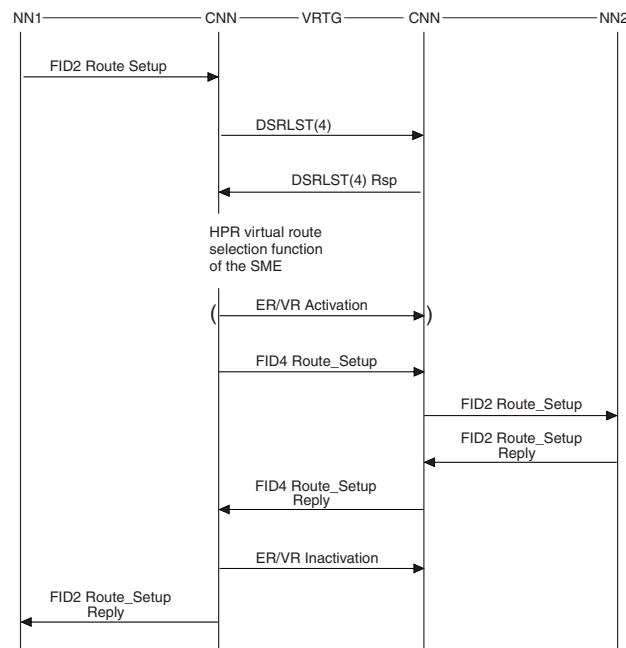 NN1 CNN VRTG CNN NN2
FID2 Route Setup
DSRLST(4)
DSRLST(4) Rsp
HPR virtual route
selection function
of the SME
( ER/VR Activation )
FID4 Route_Setup
FID2 Route_Setup
FID2 Route_Setup
Reply
FID4 Route_Setup
Reply
ER/VR Inactivation
FID2 Route_Setup
Reply